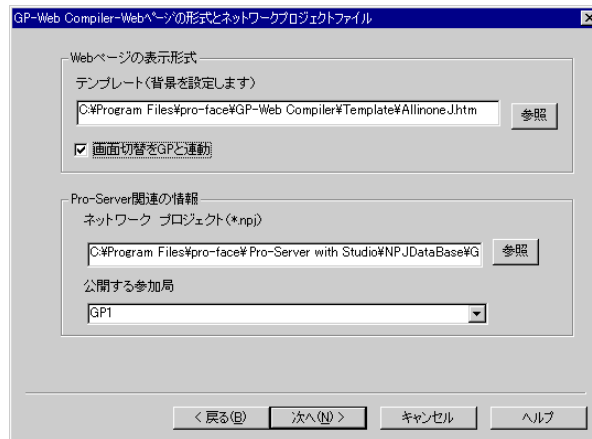 GP-Web Compiler-Webﾍﾟｰｼﾞの形式とネットワークプロジェクトファイル
Webページの表示形式
テンプレート(背景を設定します)
C:¥Program Files¥pro-face¥GP-Web Compiler¥Template¥AllinoneJ.htm
参照
画面切替をGPと連動
Pro-Server関連の情報
ネットワーク プロジェクト(*.npj)
C:¥Program Files¥pro-face¥ Pro-Server with Studio¥NPJDataBase¥G
参照
公開する参加局
GP1
< 戻る(B) 次へ(N) > キャンセル ヘルプ